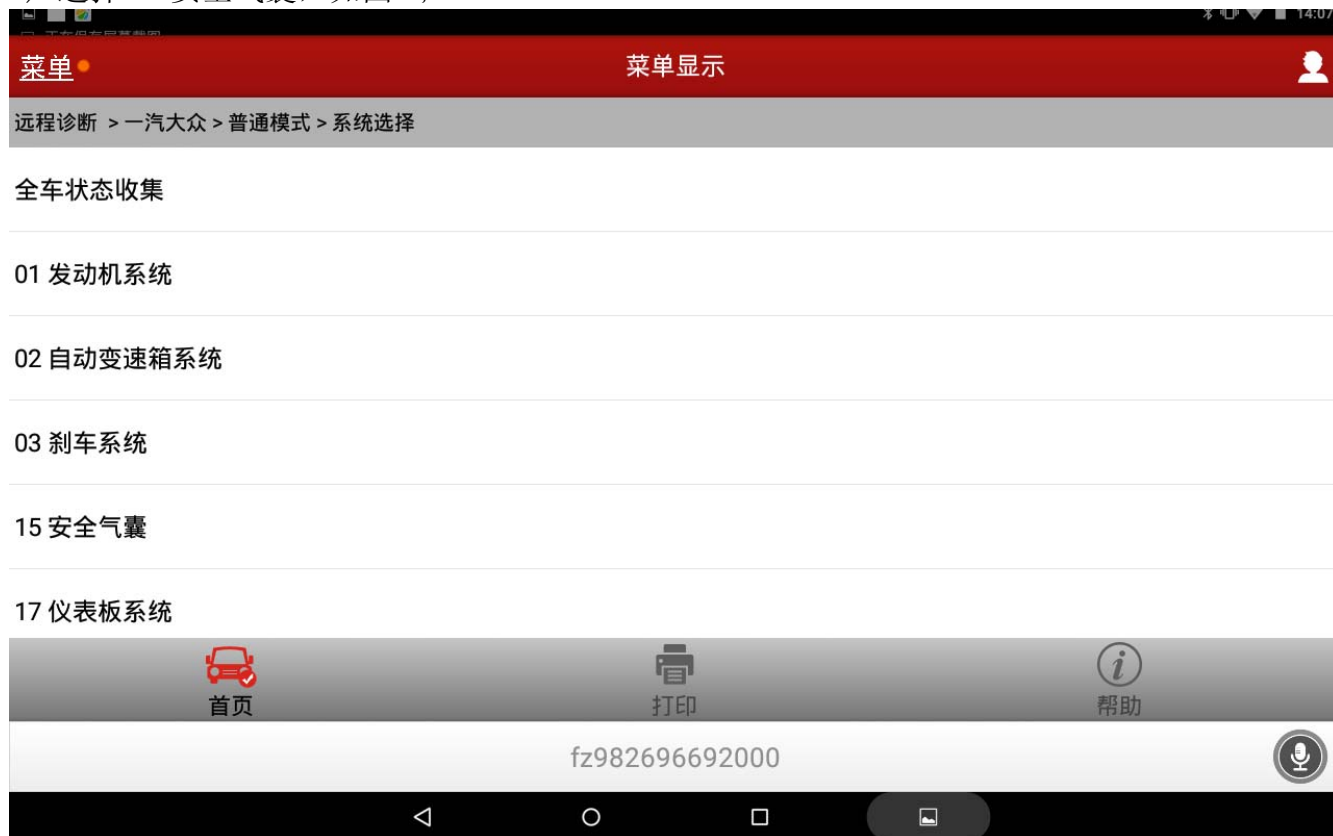 14:07
菜单
菜单显示
远程诊断 > 一汽大众 > 普通模式 > 系统选择
全车状态收集
01 发动机系统
02 自动变速箱系统
03 刹车系统
15 安全气囊
17 仪表板系统
首页
打印
帮助
fz982696692000